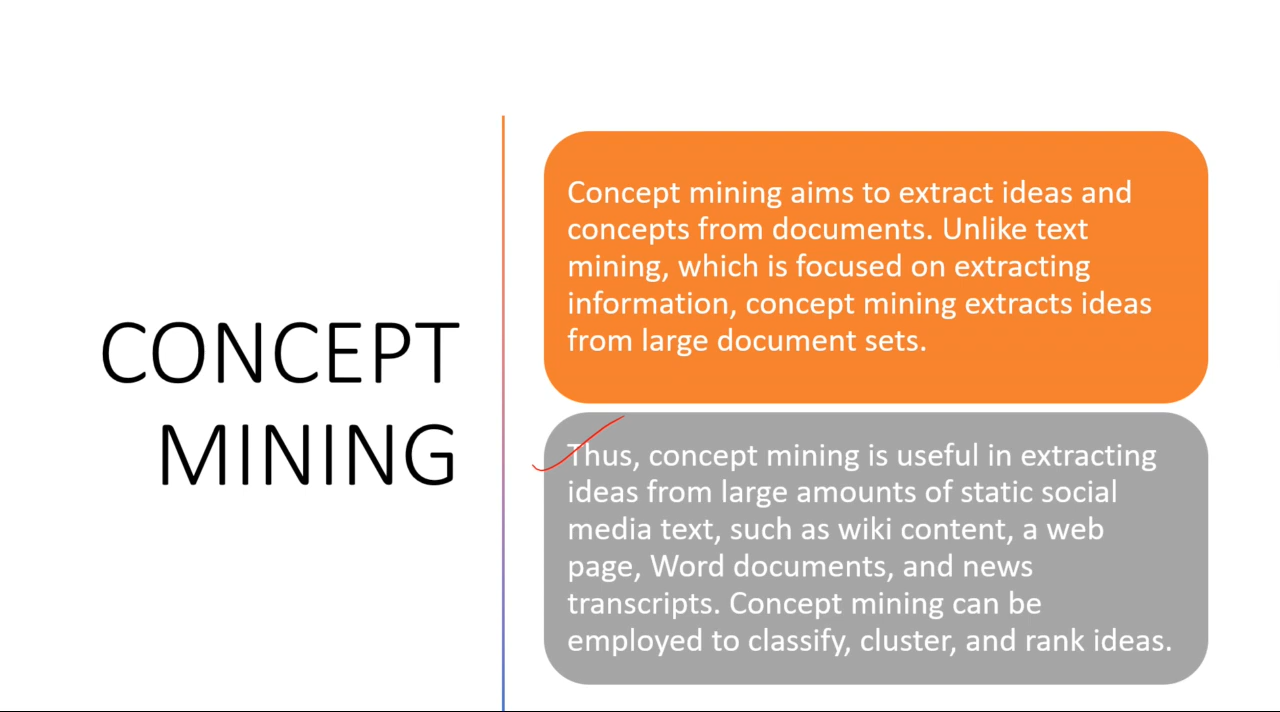 CONCEPT
MINING
Concept mining aims to extract ideas and
concepts from documents. Unlike text
mining, which is focused on extracting
information, concept mining extracts ideas
from large document sets.
Thus, concept mining is useful in extracting
ideas from large amounts of static social
media text, such as wiki content, a web
page, Word documents, and news
transcripts. Concept mining can be
employed to classify, cluster, and rank ideas.